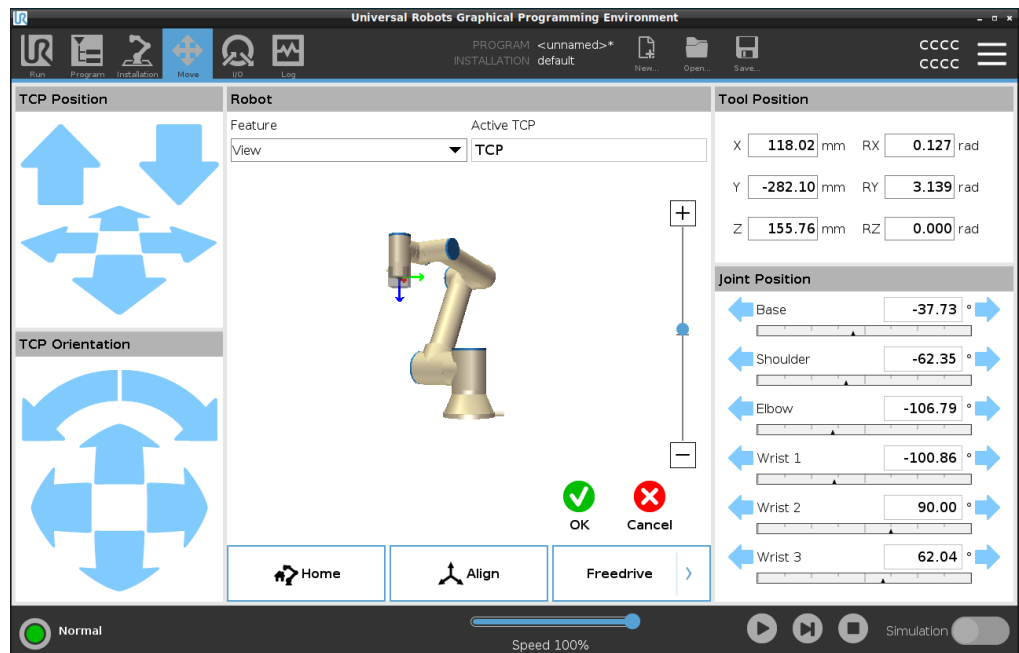 Universal Robots Graphical Programming Environment
UR
Run
Program
Installation
Move
I/O
Log
PROGRAM <unnamed>*
INSTALLATION default
New...
Open...
Save...
CCCC
CCCC
TCP Position
TCP Orientation
Robot
Feature
Active TCP
View
TCP
OK
Cancel
Home
Align
Freedrive
Tool Position
X 118.02 mm RX 0.127 rad
Y -282.10 mm RY 3.139 rad
Z 155.76 mm RZ 0.000 rad
Joint Position
Base -37.73 °
Shoulder -62.35 °
Elbow -106.79 °
Wrist 1 -100.86 °
Wrist 2 90.00 °
Wrist 3 62.04 °
Normal
Speed 100%
Simulation